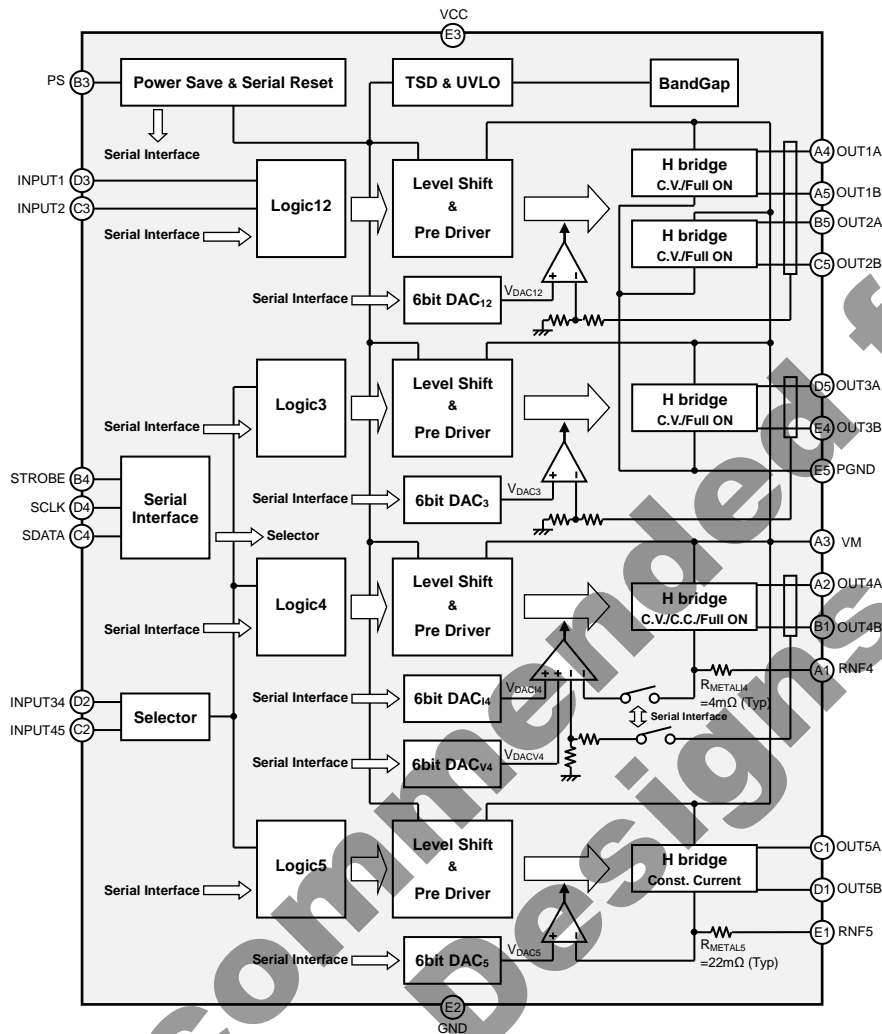 VCC
E3
PS B3 Power Save & Serial Reset
TSD & UVLO
BandGap
Serial Interface
INPUT1 D3
INPUT2 C3
Serial Interface
Logic12
Level Shift
&
Pre Driver
H bridge
C.V./Full ON
H bridge
C.V./Full ON
A4 OUT1A
A5 OUT1B
B5 OUT2A
C5 OUT2B
Serial Interface
6bit DAC12
VDAC12
+ −
Serial Interface
Logic3
Level Shift
&
Pre Driver
H bridge
C.V./Full ON
D5 OUT3A
E4 OUT3B
E5 PGND
Serial Interface
6bit DAC3
VDAC3
+ −
STROBE B4
SCLK D4
SDATA C4
Serial
Interface
Selector
A3 VM
Serial Interface
Logic4
Level Shift
&
Pre Driver
H bridge
C.V./C.C./Full ON
A2 OUT4A
B1 OUT4B
A1 RNF4
RMETALI4
=4mΩ (Typ)
Serial Interface
Serial Interface
6bit DACI4
VDACI4
+ + − −
Serial Interface
6bit DACV4
VDACV4
INPUT34 D2
INPUT45 C2
Selector
Serial Interface
Logic5
Level Shift
&
Pre Driver
H bridge
Const. Current
C1 OUT5A
D1 OUT5B
E1 RNF5
RMETAL5
=22mΩ (Typ)
Serial Interface
6bit DAC5
VDAC5
+ −
E2
GND
commended f
Designs